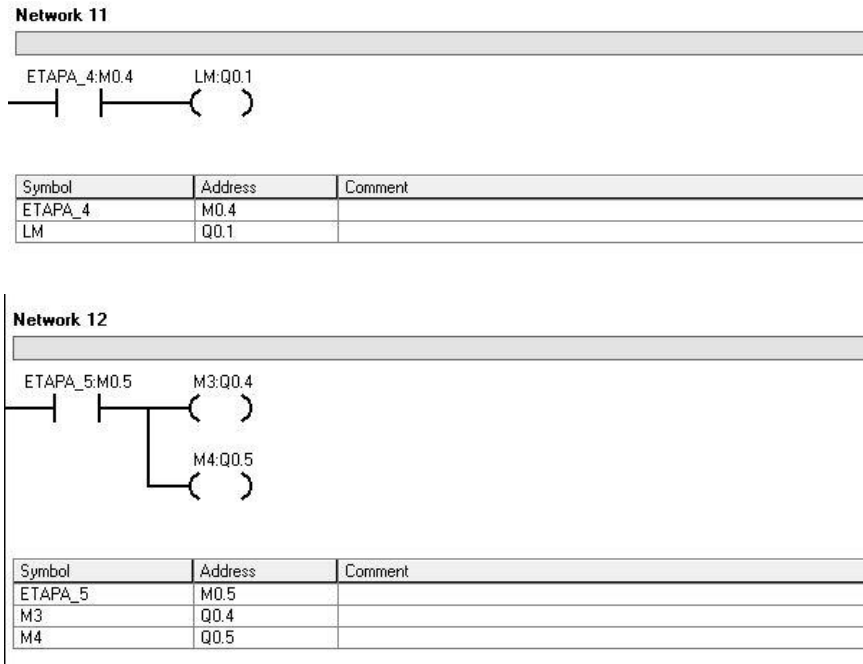 Network 11
ETAPA_4:M0.4 LM:Q0.1
Symbol Address Comment
ETAPA_4 M0.4
LM Q0.1
Network 12
ETAPA_5:M0.5 M3:Q0.4
M4:Q0.5
Symbol Address Comment
ETAPA_5 M0.5
M3 Q0.4
M4 Q0.5